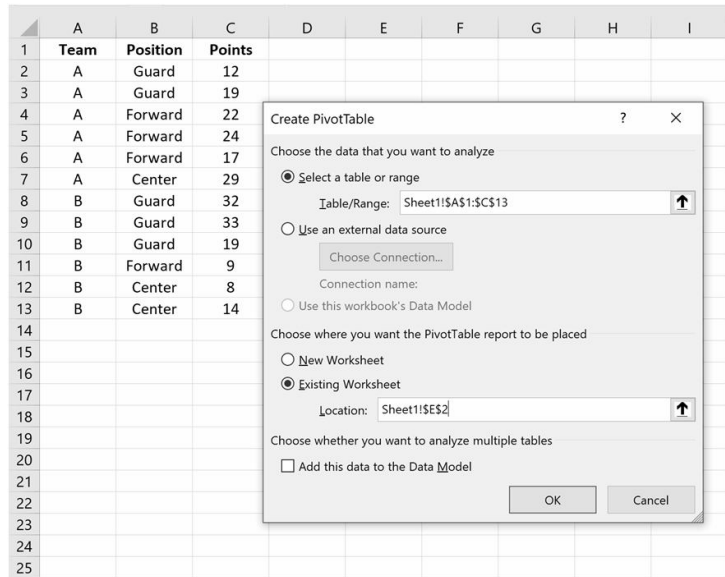 A B C D E F G H I
1 Team Position Points
2 A Guard 12
3 A Guard 19
4 A Forward 22
5 A Forward 24
6 A Forward 17
7 A Center 29
8 B Guard 32
9 B Guard 33
10 B Guard 19
11 B Forward 9
12 B Center 8
13 B Center 14
14
15
16
17
18
19
20
21
22
23
24
25
Create PivotTable ? ×
Choose the data that you want to analyze
Select a table or range
Table/Range: Sheet1!$A$1:$C$13
Use an external data source
Choose Connection...
Connection name:
Use this workbook's Data Model
Choose where you want the PivotTable report to be placed
New Worksheet
Existing Worksheet
Location: Sheet1!$E$2
Choose whether you want to analyze multiple tables
Add this data to the Data Model
OK Cancel